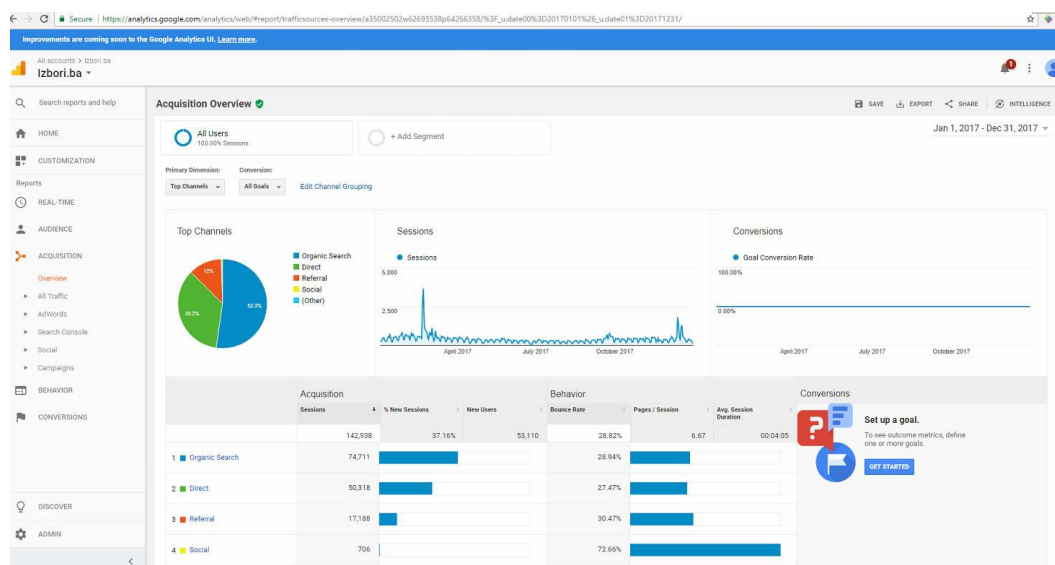 Secure | https://analytics.google.com/analytics/web/#report/trafficsources-overview/a35002502w62693538p64266358/%3F_u.date00%3D20170101%26_u.date01%3D20171231/
Improvements are coming soon to the Google Analytics UI. Learn more.
All accounts > Izbori.ba
Izbori.ba
1
Search reports and help
Acquisition Overview
SAVE EXPORT SHARE INTELLIGENCE
HOME
CUSTOMIZATION
Reports
REAL-TIME
AUDIENCE
ACQUISITION
Overview
All Traffic
AdWords
Search Console
Social
Campaigns
BEHAVIOR
CONVERSIONS
DISCOVER
ADMIN
All Users
100.00% Sessions
+ Add Segment
Jan 1, 2017 - Dec 31, 2017
Primary Dimension: Conversion:
Top Channels All Goals Edit Channel Grouping
Top Channels
12%
52.3%
35.2%
Organic Search
Direct
Referral
Social
(Other)
Sessions
Sessions
5,000
2,500
April 2017 July 2017 October 2017
Conversions
Goal Conversion Rate
100.00%
0.00%
April 2017 July 2017 October 2017
Acquisition Behavior Conversions
Sessions % New Sessions New Users Bounce Rate Pages / Session Avg. Session Duration
142,938 37.16% 53,110 28.82% 6.67 00:04:05
1 Organic Search 74,711 28.94%
2 Direct 50,318 27.47%
3 Referral 17,188 30.47%
4 Social 706 72.66%
Set up a goal.
To see outcome metrics, define
one or more goals.
GET STARTED